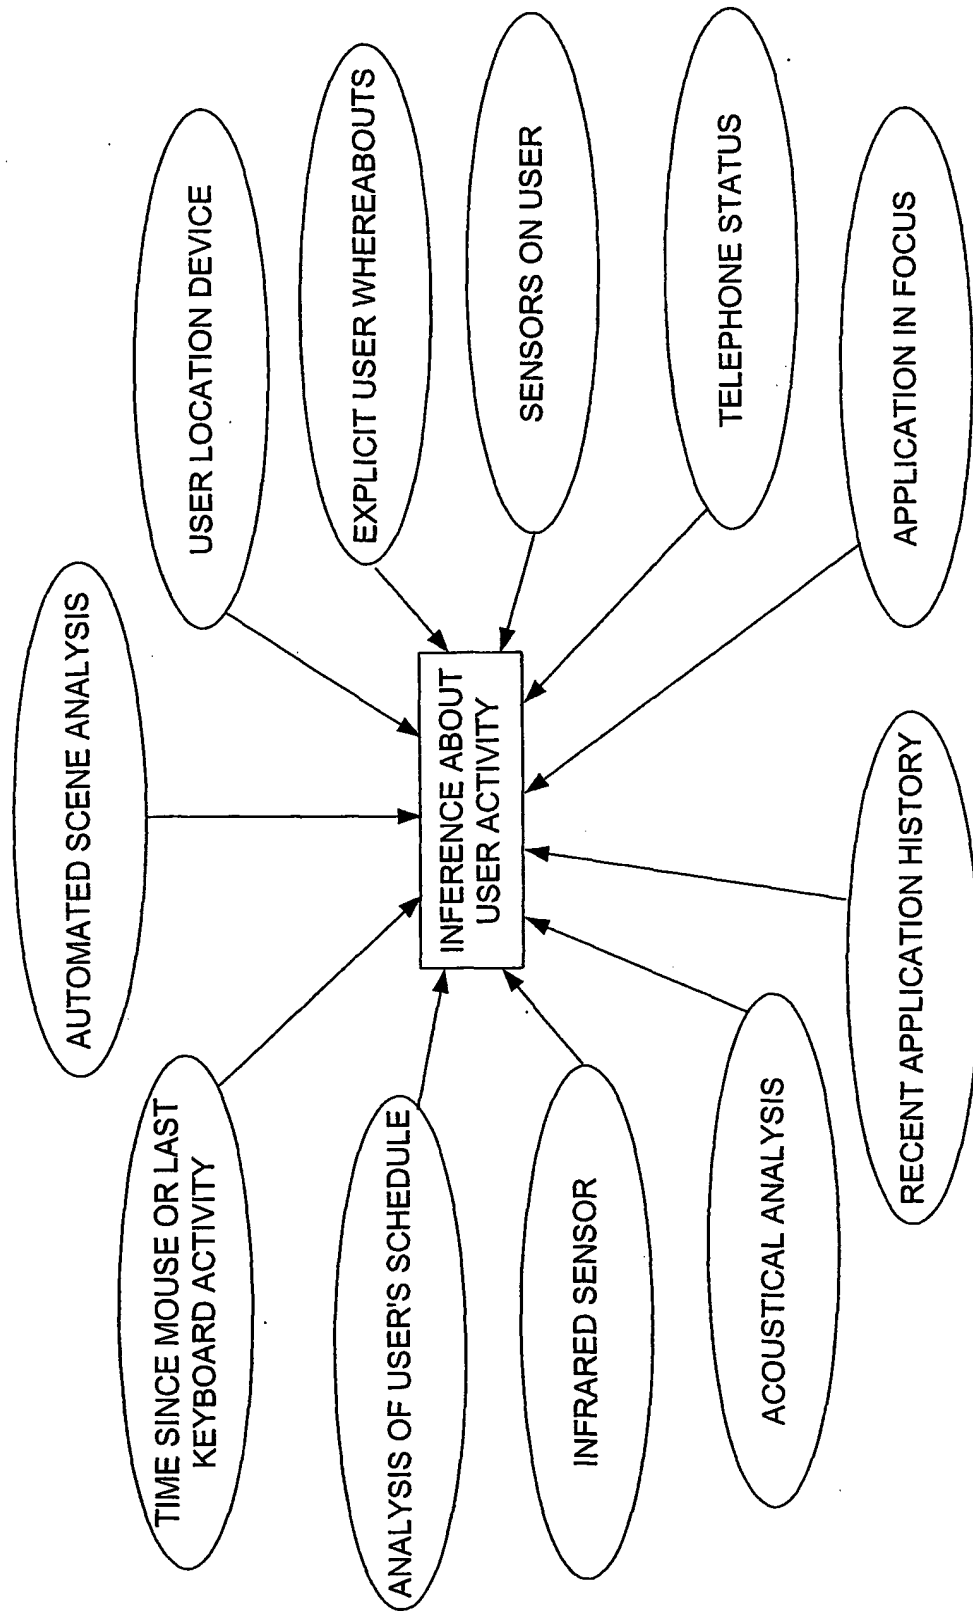 AUTOMATED SCENE ANALYSIS
TIME SINCE MOUSE OR LAST
KEYBOARD ACTIVITY
USER LOCATION DEVICE
ANALYSIS OF USER'S SCHEDULE
EXPLICIT USER WHEREABOUTS
INFERENCE ABOUT
USER ACTIVITY
INFRARED SENSOR
SENSORS ON USER
ACOUSTICAL ANALYSIS
TELEPHONE STATUS
RECENT APPLICATION HISTORY
APPLICATION IN FOCUS